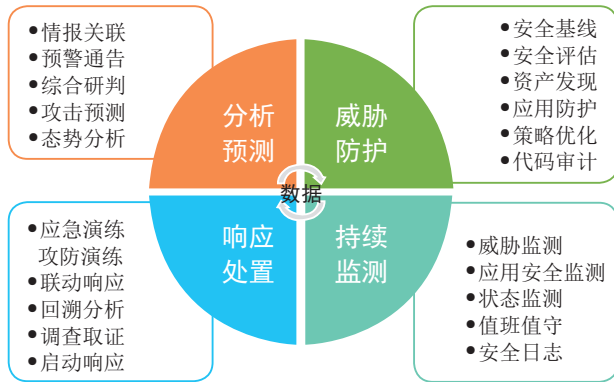 •情报关联
•预警通告
•综合研判
•攻击预测
•态势分析
•安全基线
•安全评估
•资产发现
•应用防护
•策略优化
•代码审计
分析
预测
威胁
防护
数据
响应
处置
持续
监测
•应急演练
攻防演练
•联动响应
•回溯分析
•调查取证
•启动响应
•威胁监测
•应用安全监测
•状态监测
•值班值守
•安全日志